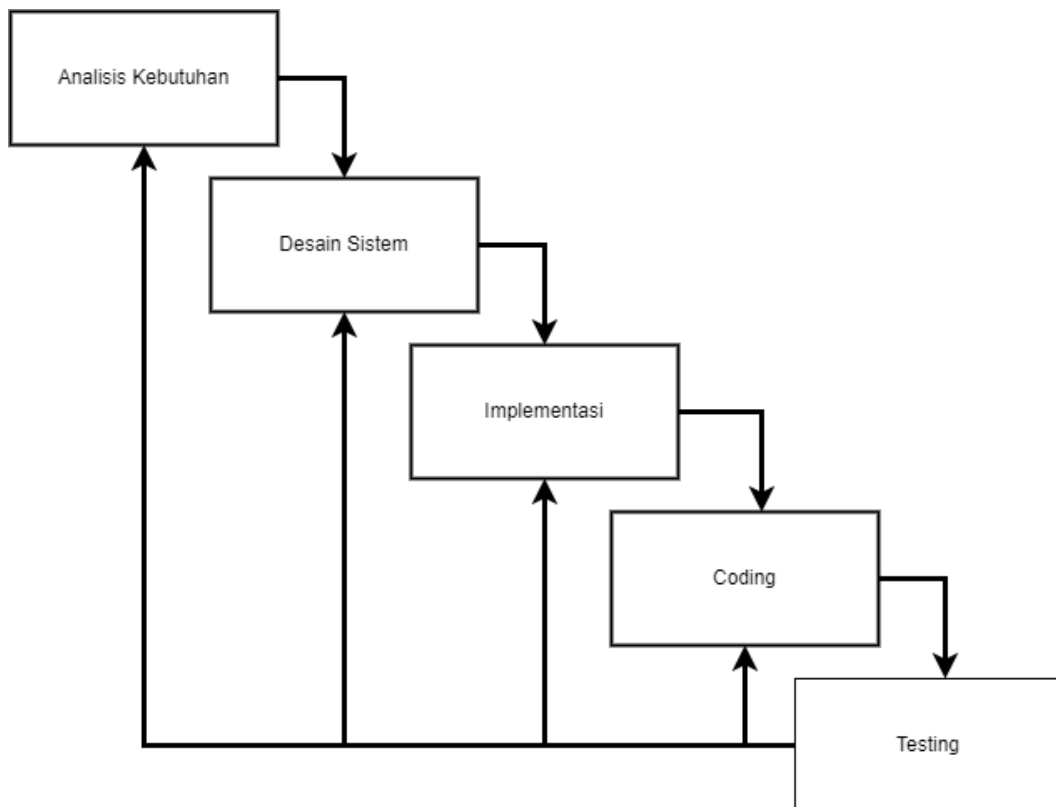 Analisis Kebutuhan
Desain Sistem
Implementasi
Coding
Testing